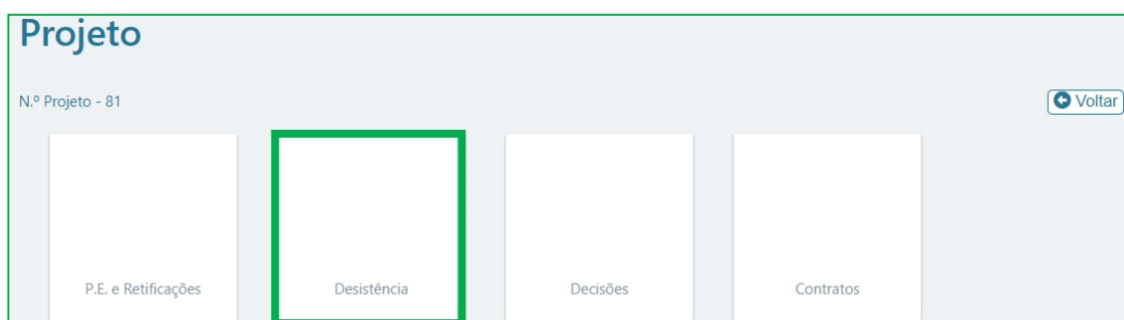 Projeto
N.º Projeto - 81
Voltar
P.E. e Retificações
Desistência
Decisões
Contratos